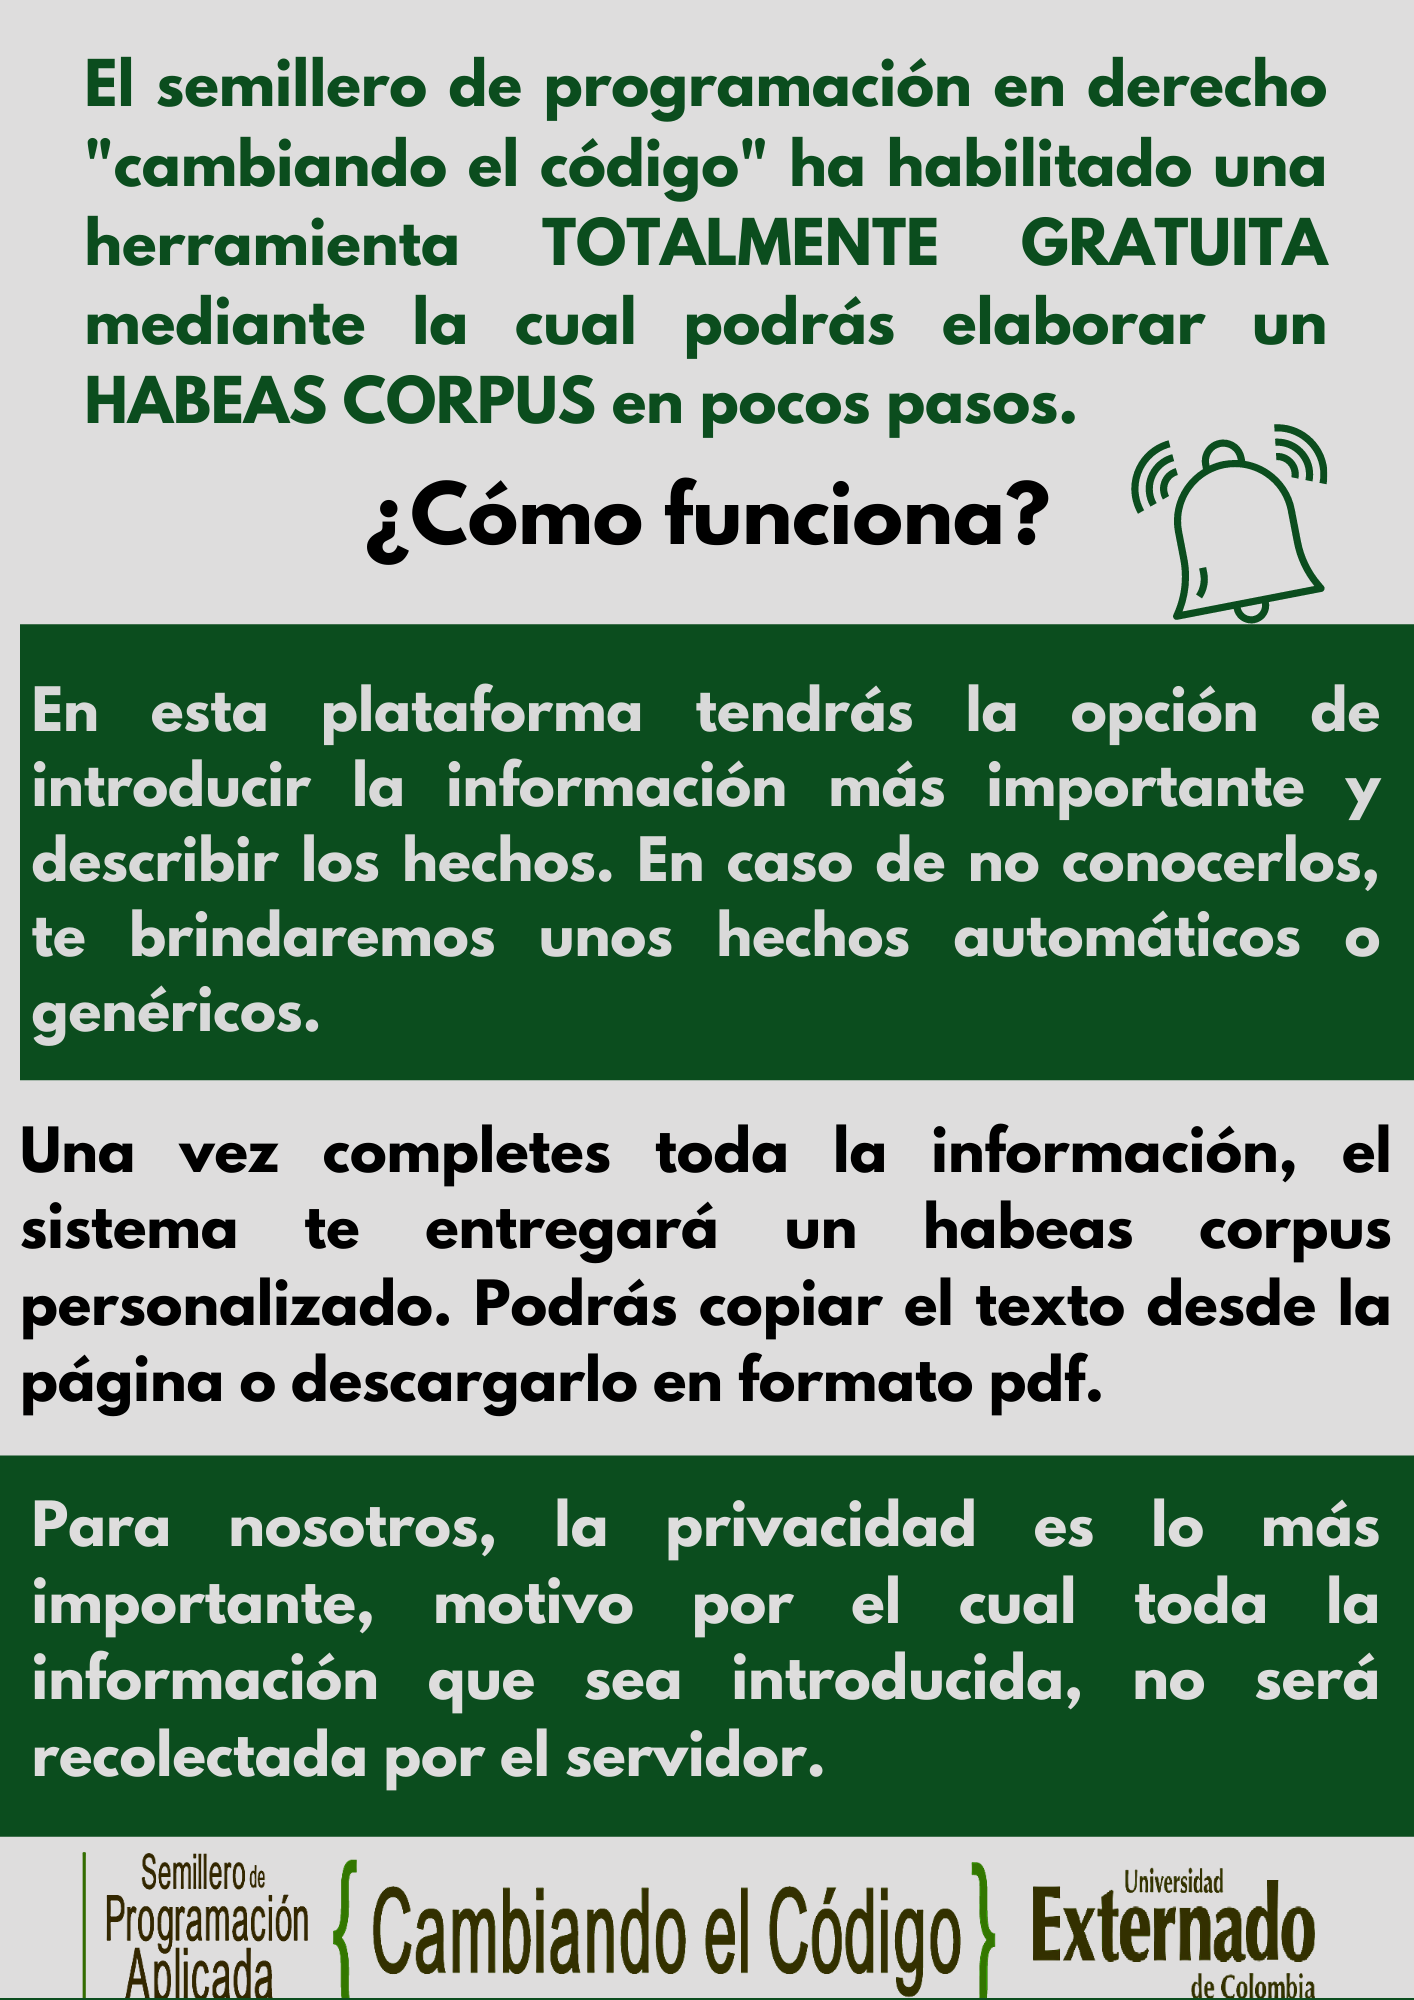 El semillero de programación en derecho
"cambiando el código" ha habilitado una
herramienta TOTALMENTE GRATUITA
mediante la cual podrás elaborar un
HABEAS CORPUS en pocos pasos.
¿Cómo funciona?
En esta plataforma tendrás la opción de
introducir la información más importante y
describir los hechos. En caso de no conocerlos,
te brindaremos unos hechos automáticos o
genéricos.
Una vez completes toda la información, el
sistema te entregará un habeas corpus
personalizado. Podrás copiar el texto desde la
página o descargarlo en formato pdf.
Para nosotros, la privacidad es lo más
importante, motivo por el cual toda la
información que sea introducida, no será
recolectada por el servidor.
Semillero de
Programación
Aplicada
{Cambiando el Código}
Universidad
Externado
de Colombia